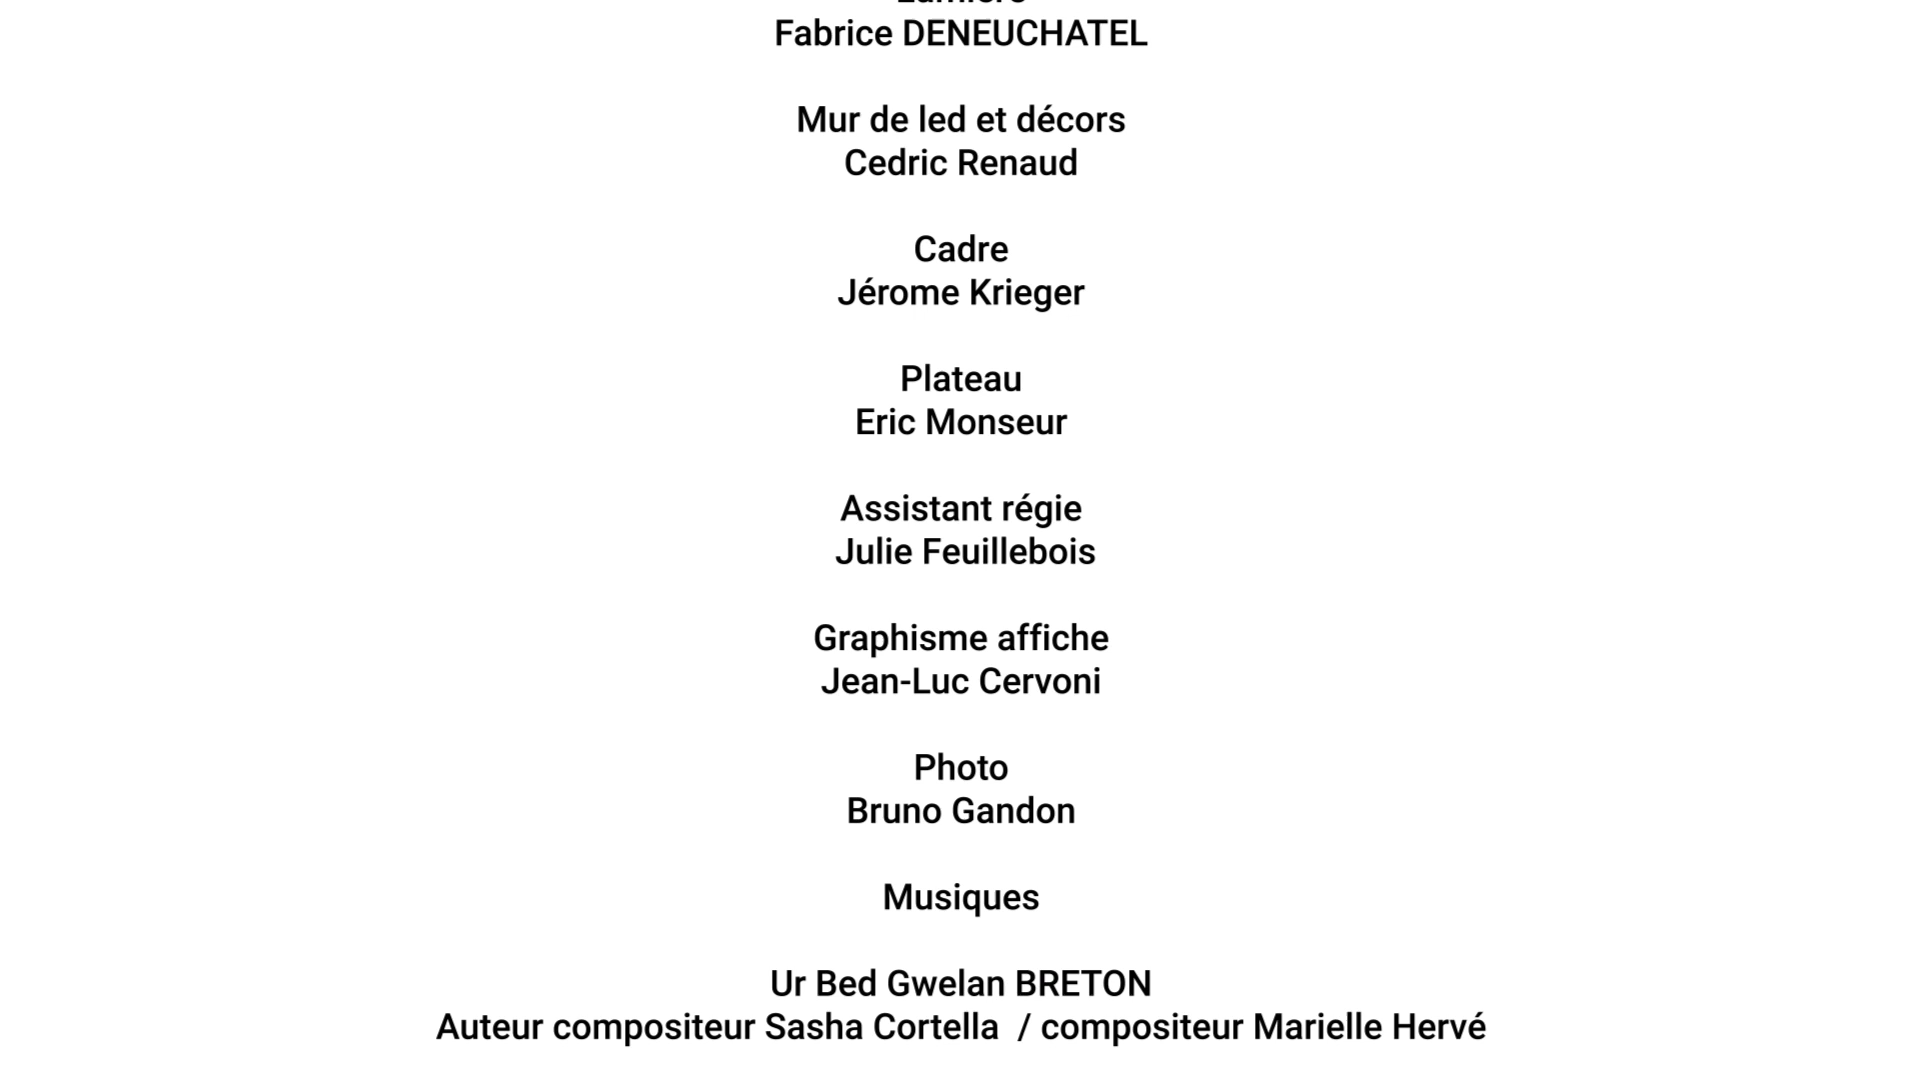 Fabrice DENEUCHATEL
Mur de led et décors
Cedric Renaud
Cadre
Jérome Krieger
Plateau
Eric Monseur
Assistant régie
Julie Feuillebois
Graphisme affiche
Jean-Luc Cervoni
Photo
Bruno Gandon
Musiques
Ur Bed Gwelan BRETON
Auteur compositeur Sasha Cortella / compositeur Marielle Hervé